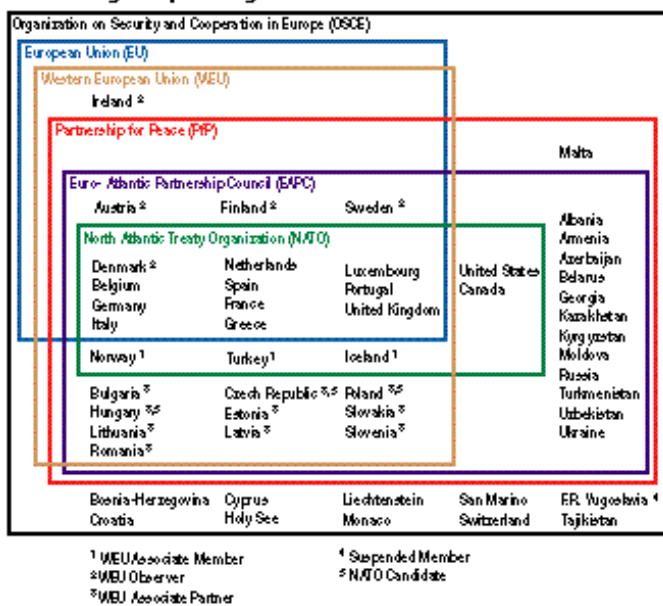 Organization on Security and Cooperation in Europe (OSCE)
European Union (EU)
Western European Union (WEU)
Ireland 2
Partnership for Peace (PfP)
Malta
Euro- Atlantic Partnership Council (EAPC)
Austria 2 Finland 2 Sweden 2
Albania
Armenia
Azerbaijan
Belarus
Georgia
Kazakhstan
Kyrgyzstan
Moldova
Russia
Turkmenistan
Uzbekistan
Ukraine
North Atlantic Treaty Organization (NATO)
Denmark 2 Netherlands Luxembourg United States
Belgium Spain Portugal Canada
Germany France United Kingdom
Italy Greece
Norway 1 Turkey 1 Iceland 1
Bulgaria 3 Czech Republic 3,5 Poland 3,5
Hungary 3,5 Estonia 3 Slovakia 3
Lithuania 3 Latvia 3 Slovenia 3
Romania 3
Bosnia-Herzegovina Cyprus Liechtenstein San Marino F.R. Yugoslavia 4
Croatia Holy See Monaco Switzerland Tajikistan
1 WEU Associate Member 4 Suspended Member
2 WEU Observer 5 NATO Candidate
3 WEU Associate Partner